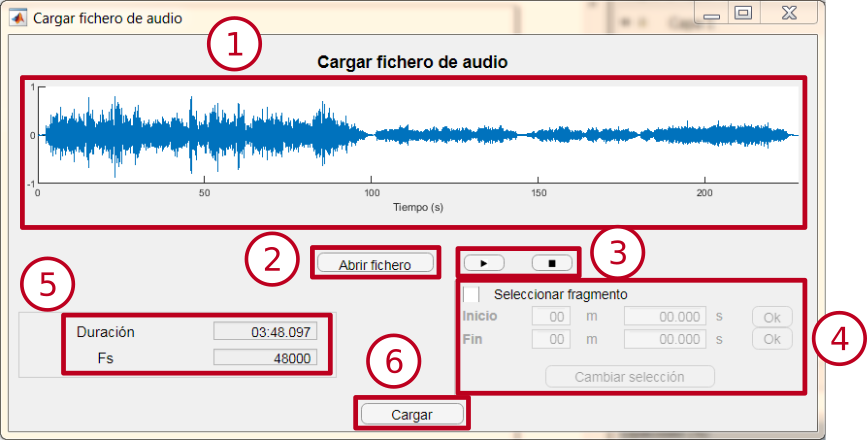 Cargar fichero de audio
1
Cargar fichero de audio
1
0
-1
0 50 100 150 200
Tiempo (s)
2
Abrir fichero
3
5
Seleccionar fragmento
Inicio 00 m 00.000 s Ok
Fin 00 m 00.000 s Ok
4
Duración 03:48.097
Fs 48000
Cambiar selección
6
Cargar